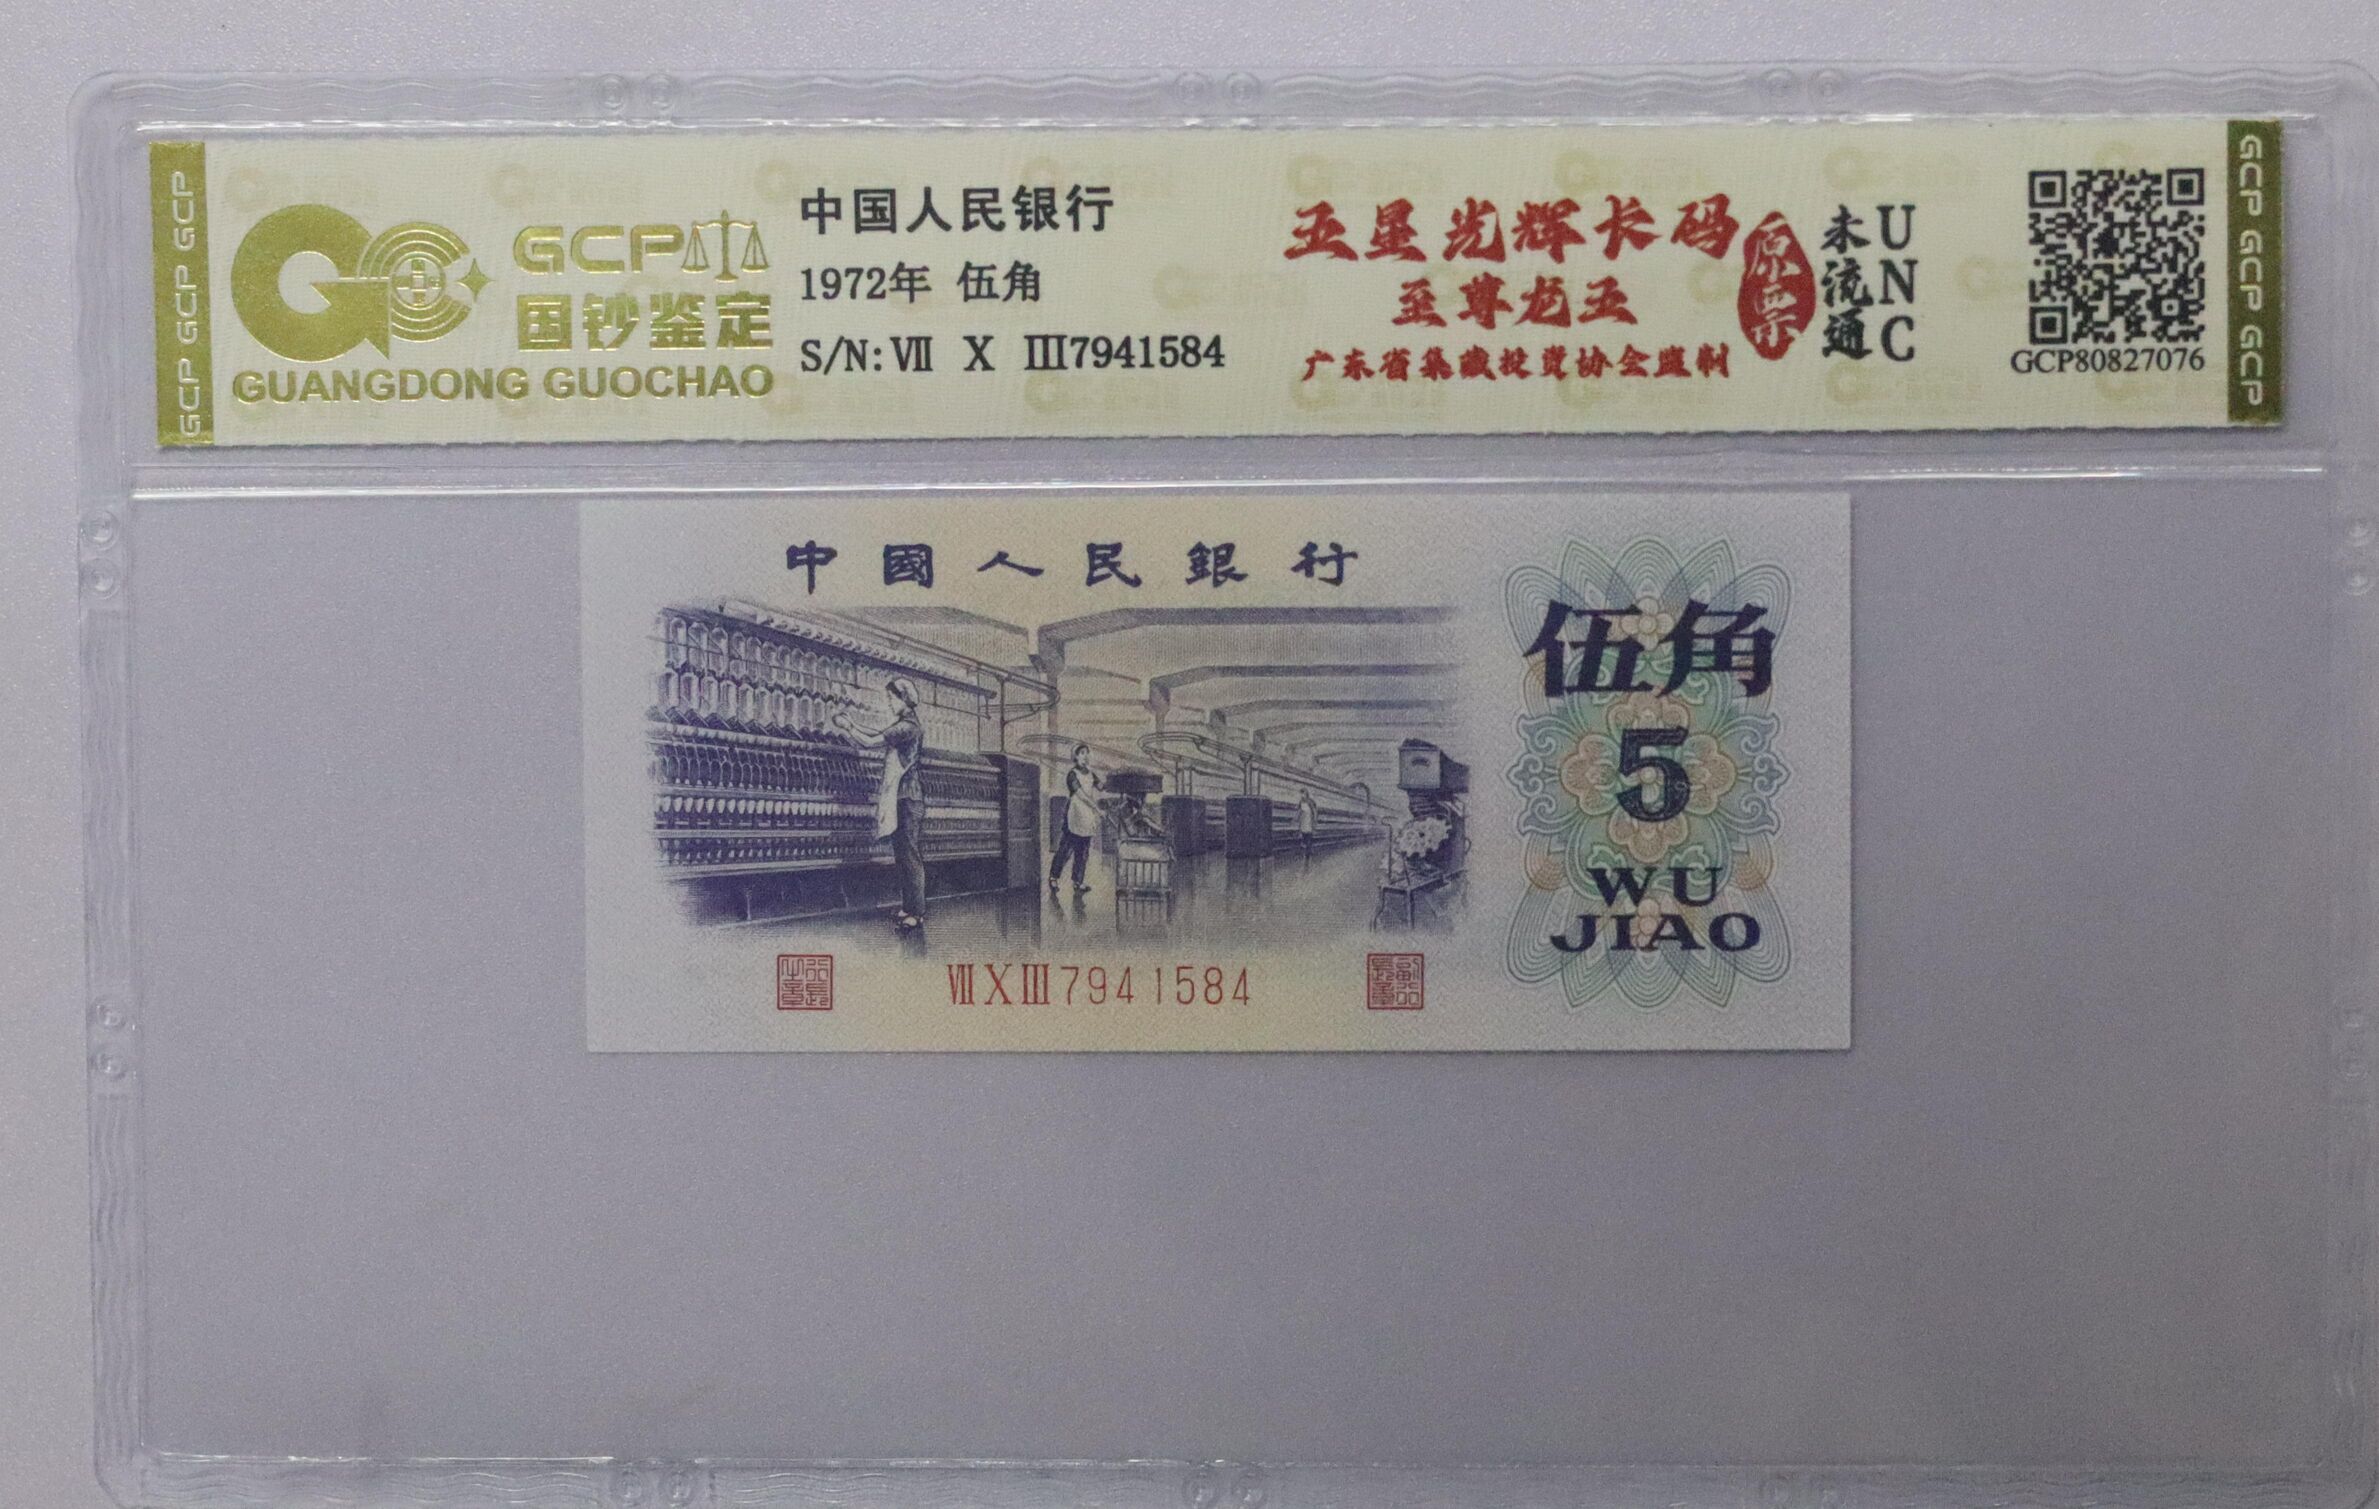 GCP GCP GCP
GCP
国钞鉴定
GUANGDONG GUOCHAO
中国人民银行
1972年 伍角
S/N: Ⅶ Ⅹ Ⅲ7941584
五星光辉长码
至尊龙五
广东省集藏投资协会监制
原票
未流通
UNC
GCP80827076
GCP GCP GCP
中國人民銀行
伍角
5
WU
JIAO
ⅦⅩⅢ7941584